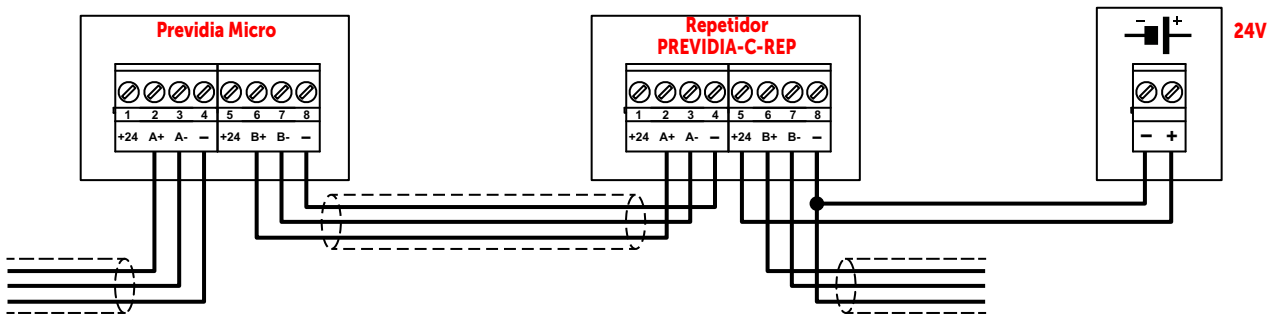 Previdia Micro
1 2 3 4 5 6 7 8
+24 A+ A- – +24 B+ B- –
Repetidor
PREVIDIA-C-REP
1 2 3 4 5 6 7 8
+24 A+ A- – +24 B+ B- –
– +
24V
– +